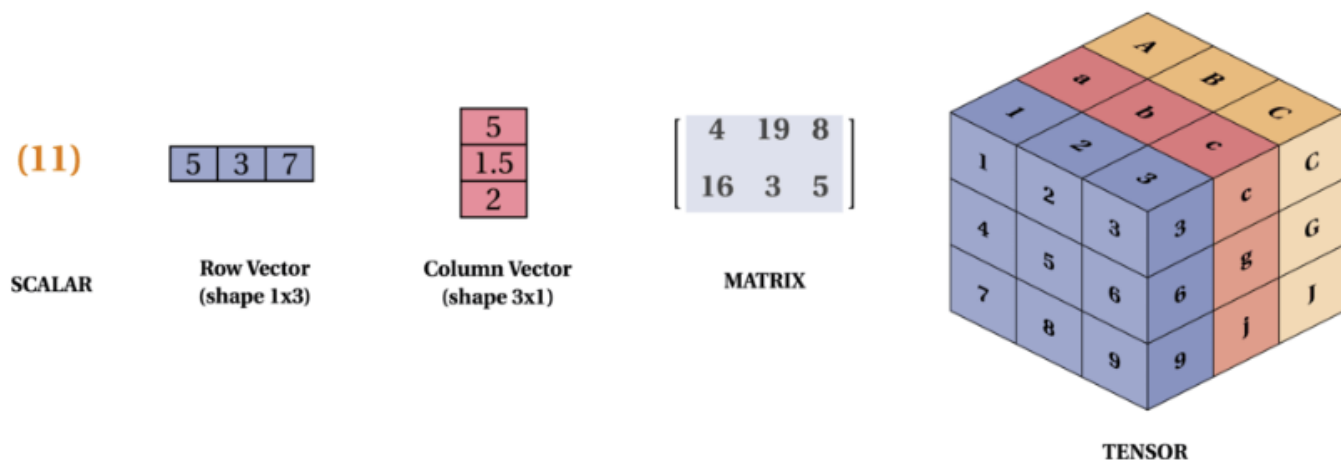 (11)
SCALAR
5 3 7
Row Vector
(shape 1x3)
5
1.5
2
Column Vector
(shape 3x1)
4 19 8
16 3 5
MATRIX
A
B
C
a
b
c
1
2
3
1 2 3
4 5 6
7 8 9
3 c C
6 g G
9 j J
TENSOR